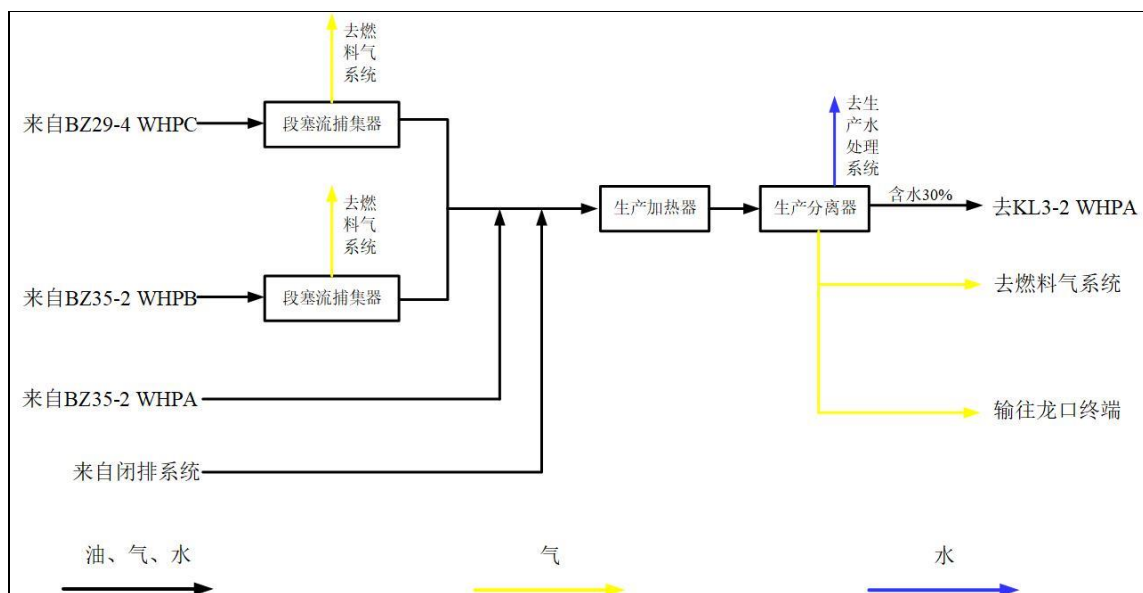 去燃
料气
系统
来自BZ29-4 WHPC
段塞流捕集器
去燃
料气
系统
去生
产水
处理
系统
生产加热器
生产分离器
含水30%
去KL3-2 WHPA
来自BZ35-2 WHPB
段塞流捕集器
去燃料气系统
来自BZ35-2 WHPA
输往龙口终端
来自闭排系统
油、气、水
气
水